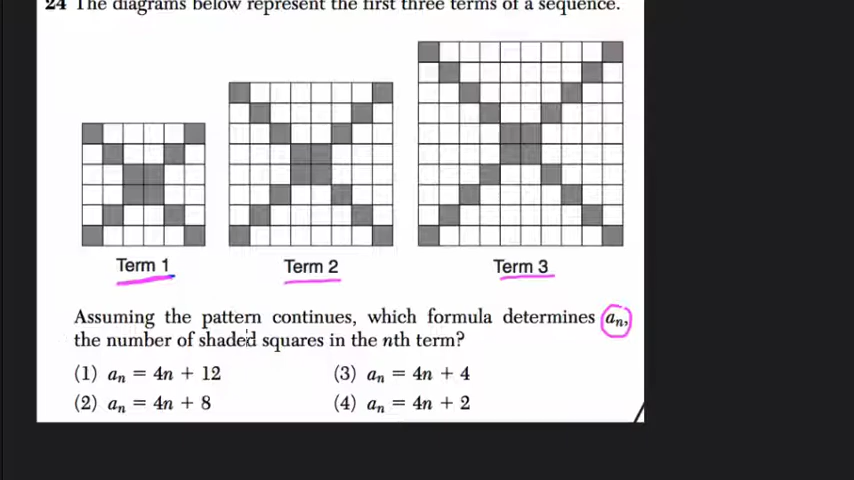 24 The diagrams below represent the first three terms of a sequence.
Term 1
Term 2
Term 3
Assuming the pattern continues, which formula determines aₙ,
the number of shaded squares in the nth term?
(1) aₙ = 4n + 12
(3) aₙ = 4n + 4
(2) aₙ = 4n + 8
(4) aₙ = 4n + 2